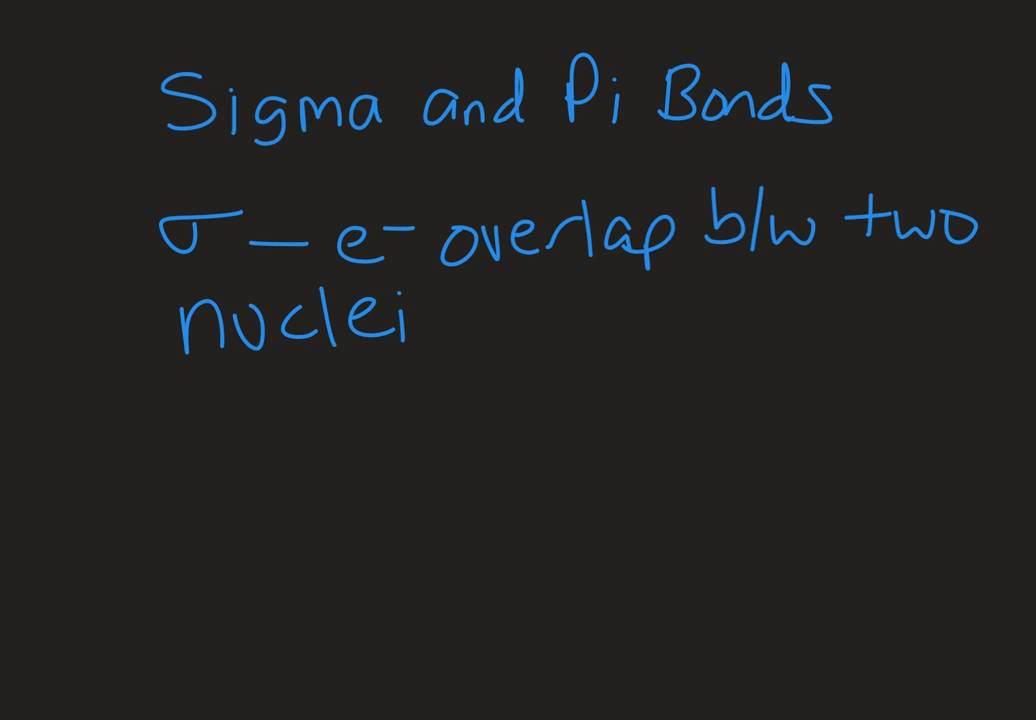 Sigma and Pi Bonds
σ — e- overlap b/w two
nuclei